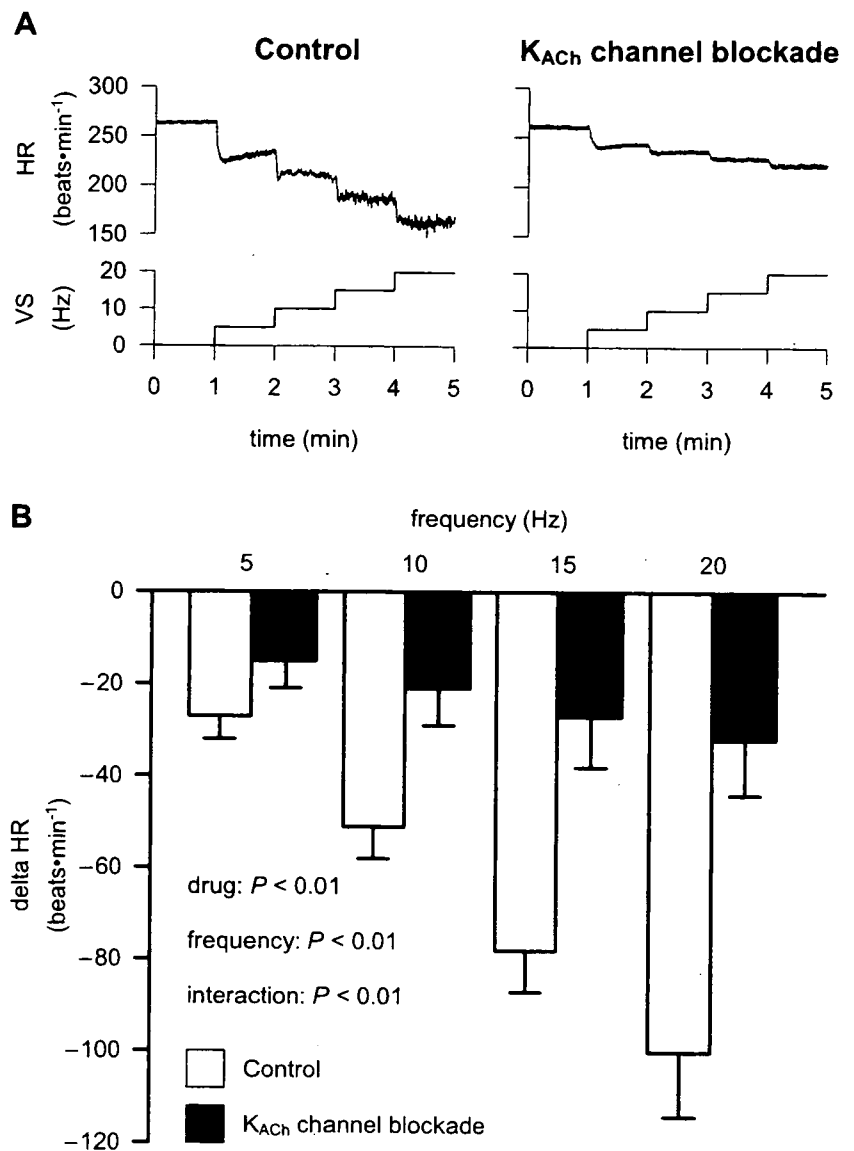 A
Control
K_ACh channel blockade
HR
(beats•min⁻¹)
300
250
200
150
VS
(Hz)
20
10
0
0 1 2 3 4 5
0 1 2 3 4 5
time (min)
time (min)
B
frequency (Hz)
5 10 15 20
delta HR
(beats•min⁻¹)
0
−20
−40
−60
−80
−100
−120
drug: P < 0.01
frequency: P < 0.01
interaction: P < 0.01
Control
K_ACh channel blockade